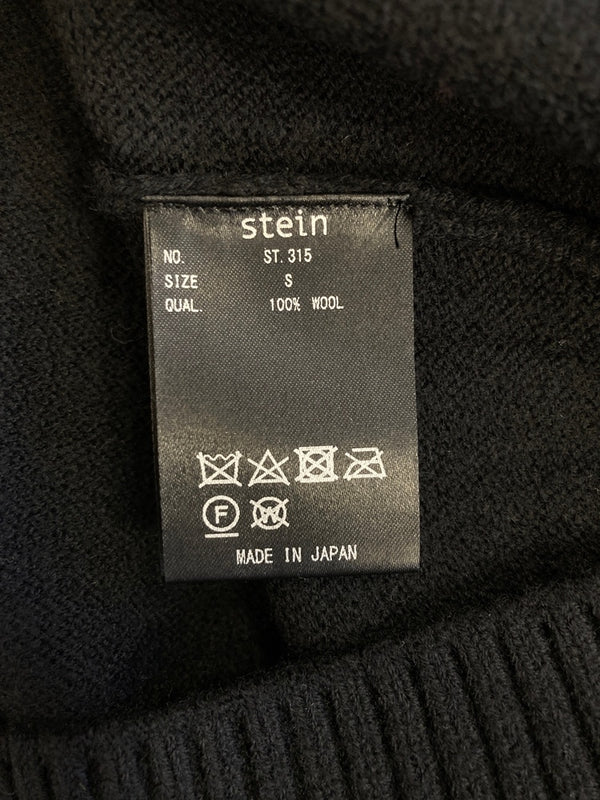 stein
NO. ST.315
SIZE S
QUAL. 100% WOOL
F W
MADE IN JAPAN